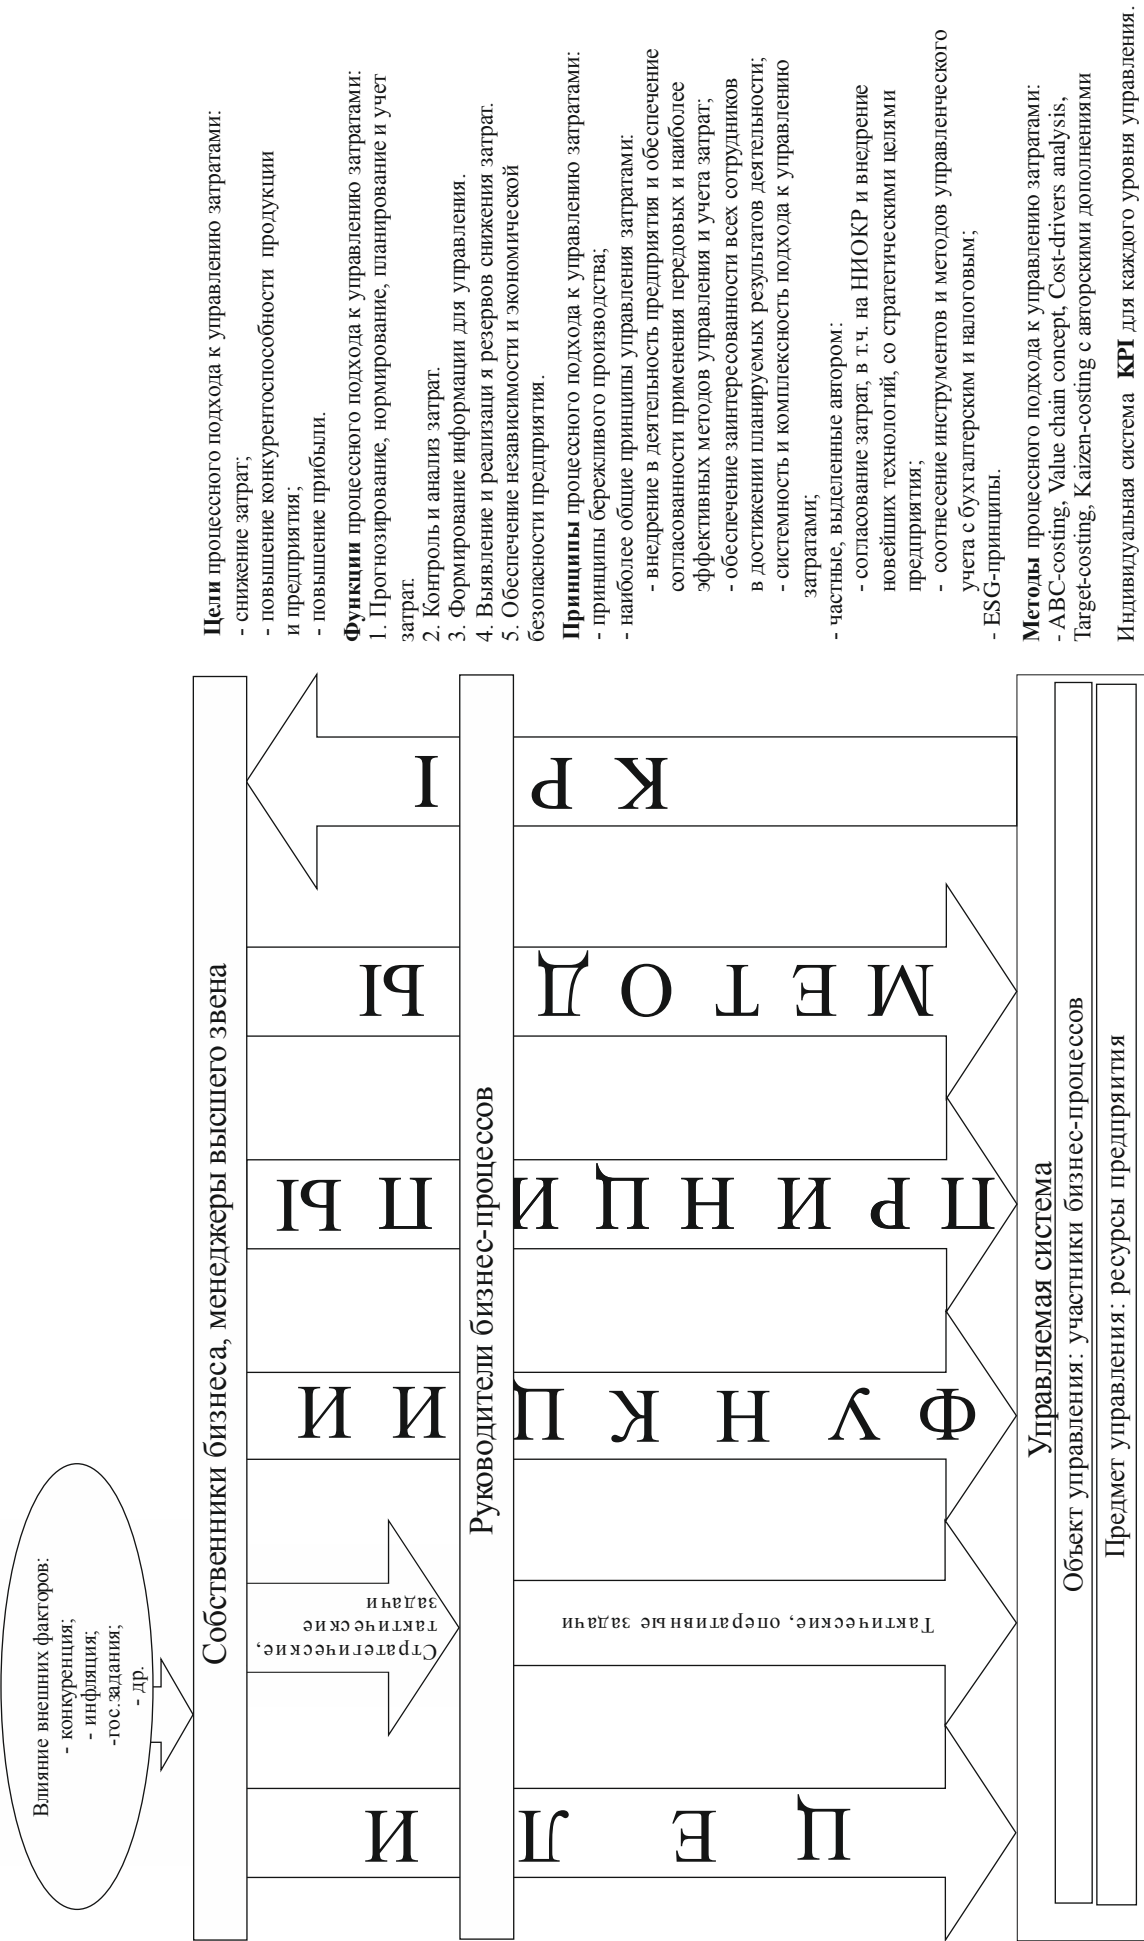 Влияние внешних факторов:
- конкуренция;
- инфляция;
-гос.задания;
- др.
Собственники бизнеса, менеджеры высшего звена
Стратегические,
тактические
задачи
Руководители бизнес-процессов
Тактические, оперативные задачи
ЦЕЛИ
ФУНКЦИИ
ПРИНЦИПЫ
МЕТОДЫ
KPI
Управляемая система
Объект управления: участники бизнес-процессов
Предмет управления: ресурсы предпряития
Цели процессного подхода к управлению затратами:
- снижение затрат;
- повышение конкурентоспособности продукции
и предприятия;
- повышение прибыли.
Функции процессного подхода к управлению затратами:
1. Прогнозирование, нормирование, планирование и учет
затрат.
2. Контроль и анализ затрат.
3. Формирование информации для управления.
4. Выявление и реализаци я резервов снижения затрат.
5. Обеспечение независимости и экономической
безопасности предприятия.
Принципы процессного подхода к управлению затратами:
- принципы бережливого производства;
- наиболее общие принципы управления затратами:
- внедрение в деятельность предприятия и обеспечение
согласованности применения передовых и наиболее
эффективных методов управления и учета затрат;
- обеспечение заинтересованности всех сотрудников
в достижении планируемых результатов деятельности;
- системность и комплексность подхода к управлению
затратами;
- частные, выделенные автором:
- согласование затрат, в т.ч. на НИОКР и внедрение
новейших технологий, со стратегическими целями
предприятия;
- соотнесение инструментов и методов управленческого
учета с бухгалтерским и налоговым;
- ESG-принципы.
Методы процессного подхода к управлению затратами:
- ABC-costing, Value chain concept, Cost-drivers analysis,
Target-costing, Kaizen-costing с авторскими дополнениями
Индивидуальная система KPI для каждого уровня управления.